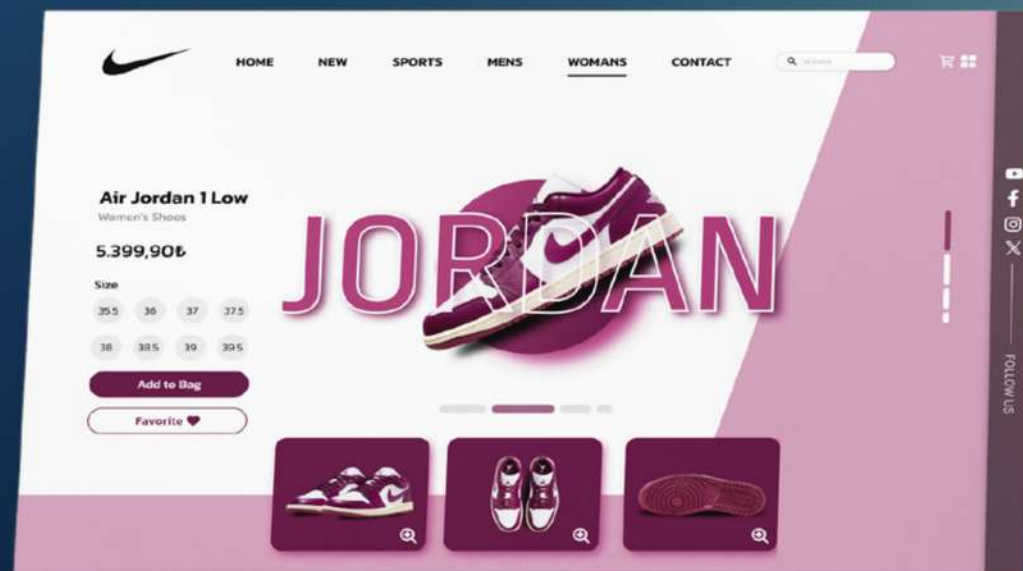 HOME NEW SPORTS MENS WOMANS CONTACT
Air Jordan 1 Low
Women's Shoes
5.399,90₺
JORDAN
Size
35.5 36 37 37.5
38 38.5 39 39.5
Add to Bag
Favorite
FOLLOW US